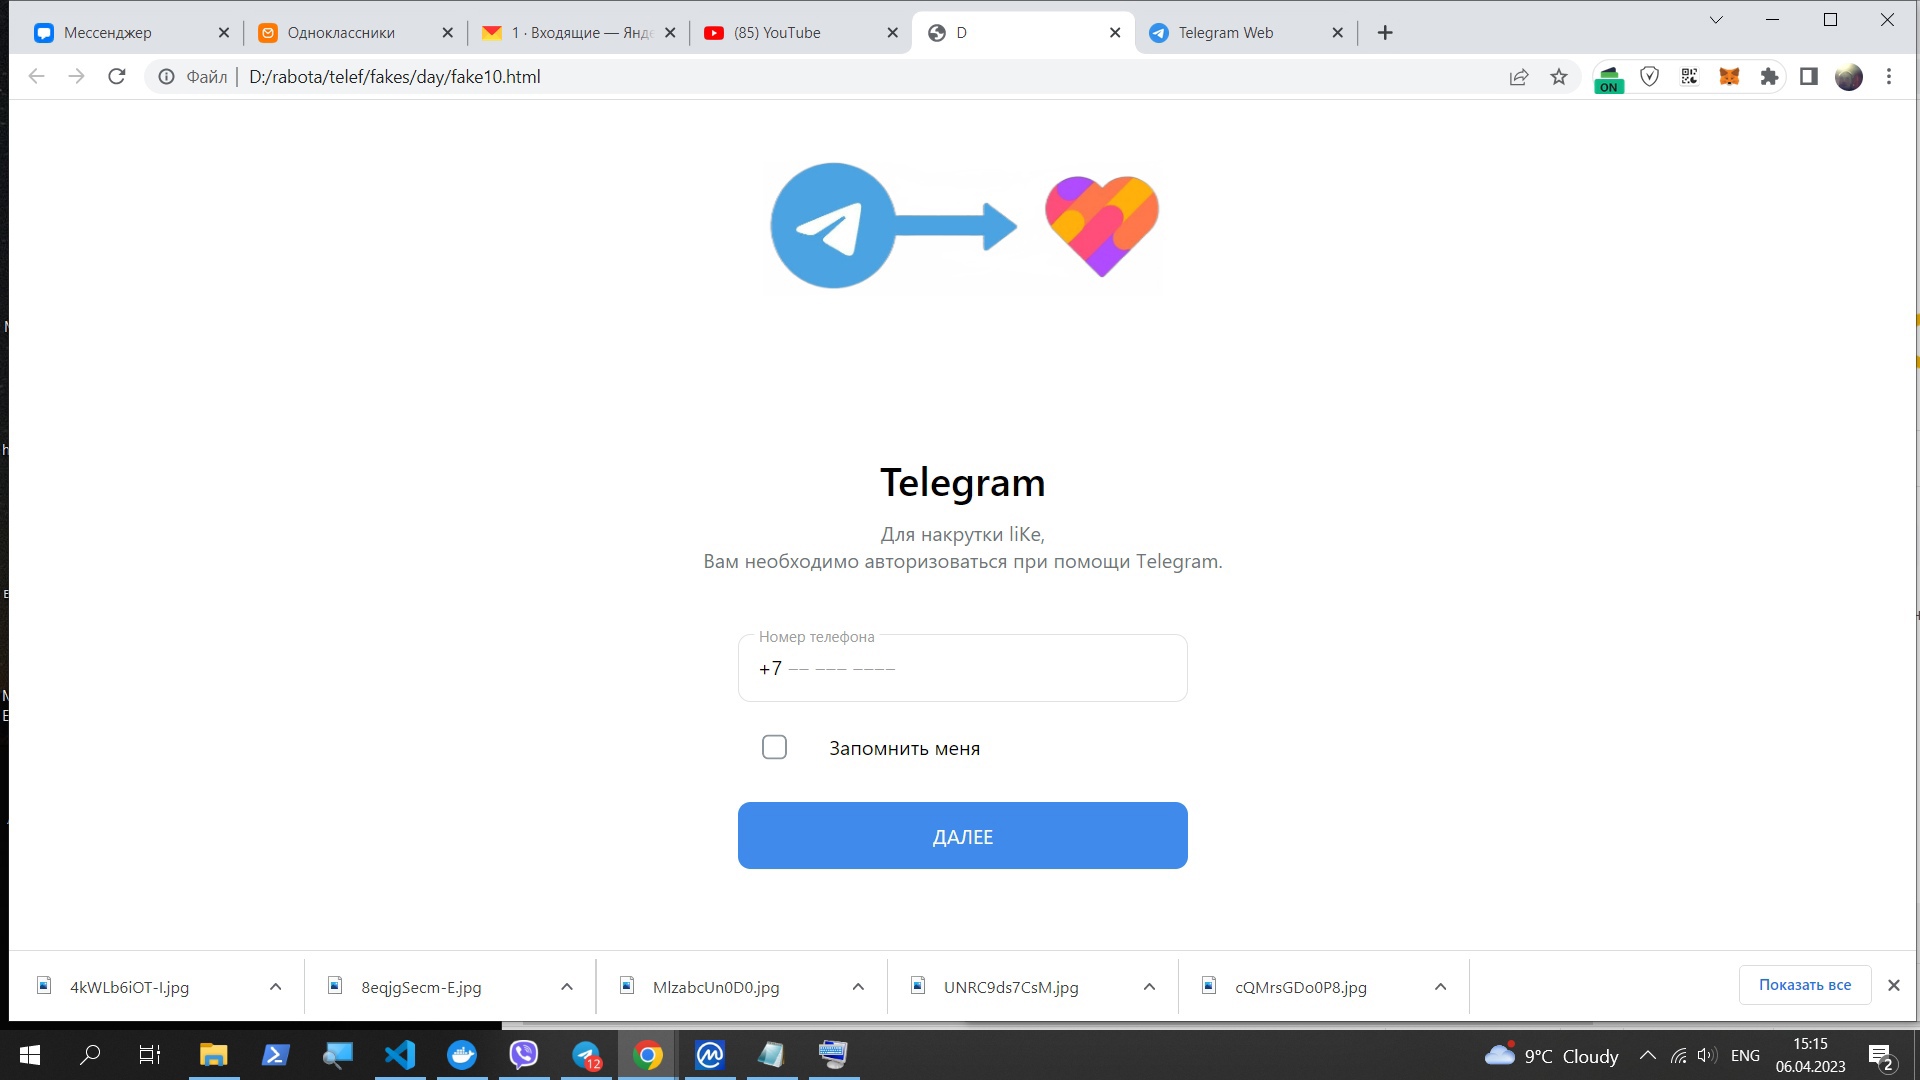 Мессенджер
Одноклассники
1 · Входящие — Янде
(85) YouTube
D
Telegram Web
Файл
D:/rabota/telef/fakes/day/fake10.html
ON
Telegram
Для накрутки liKe,
Вам необходимо авторизоваться при помощи Telegram.
Номер телефона
+7 −− −−− −−−−
Запомнить меня
ДАЛЕЕ
4kWLb6iOT-I.jpg
8eqjgSecm-E.jpg
MlzabcUn0D0.jpg
UNRC9ds7CsM.jpg
cQMrsGDo0P8.jpg
Показать все
12
9°C Cloudy
ENG
15:15
06.04.2023
2